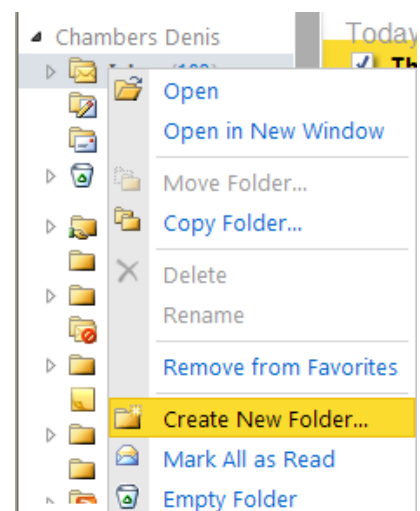 Chambers Denis
Today
Th
Open
Open in New Window
Move Folder...
Copy Folder...
Delete
Rename
Remove from Favorites
Create New Folder...
Mark All as Read
Empty Folder